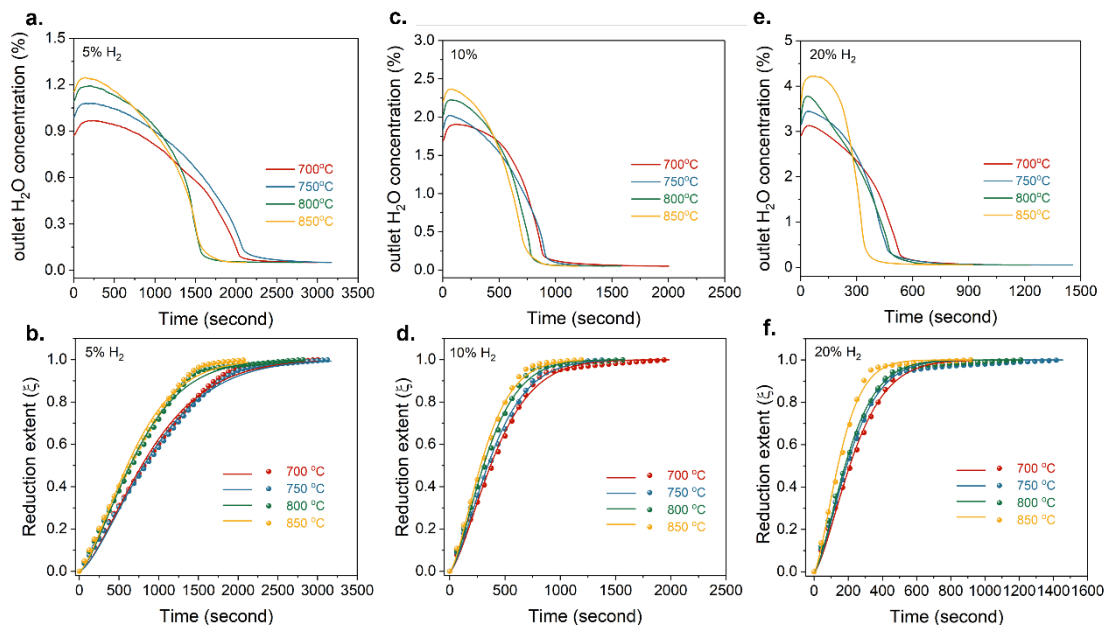 a.
5% H₂
outlet H₂O concentration (%)
1.5
1.2
0.9
0.6
0.3
0.0
700°C
750°C
800°C
850°C
0 500 1000 1500 2000 2500 3000 3500
Time (second)
c.
10%
outlet H₂O concentration (%)
3.0
2.5
2.0
1.5
1.0
0.5
0.0
700°C
750°C
800°C
850°C
0 500 1000 1500 2000 2500
Time (second)
e.
20% H₂
outlet H₂O concentration (%)
5
4
3
2
1
0
700°C
750°C
800°C
850°C
0 300 600 900 1200 1500
Time (second)
b.
5% H₂
Reduction extent (ξ)
1.0
0.8
0.6
0.4
0.2
0.0
700 °C
750 °C
800 °C
850 °C
0 500 1000 1500 2000 2500 3000 3500
Time (second)
d.
10% H₂
Reduction extent (ξ)
1.0
0.8
0.6
0.4
0.2
0.0
700 °C
750 °C
800 °C
850 °C
0 500 1000 1500 2000 2500
Time (second)
f.
20% H₂
Reduction extent (ξ)
1.0
0.8
0.6
0.4
0.2
0.0
700 °C
750 °C
800 °C
850 °C
0 200 400 600 800 1000 1200 1400 1600
Time (second)